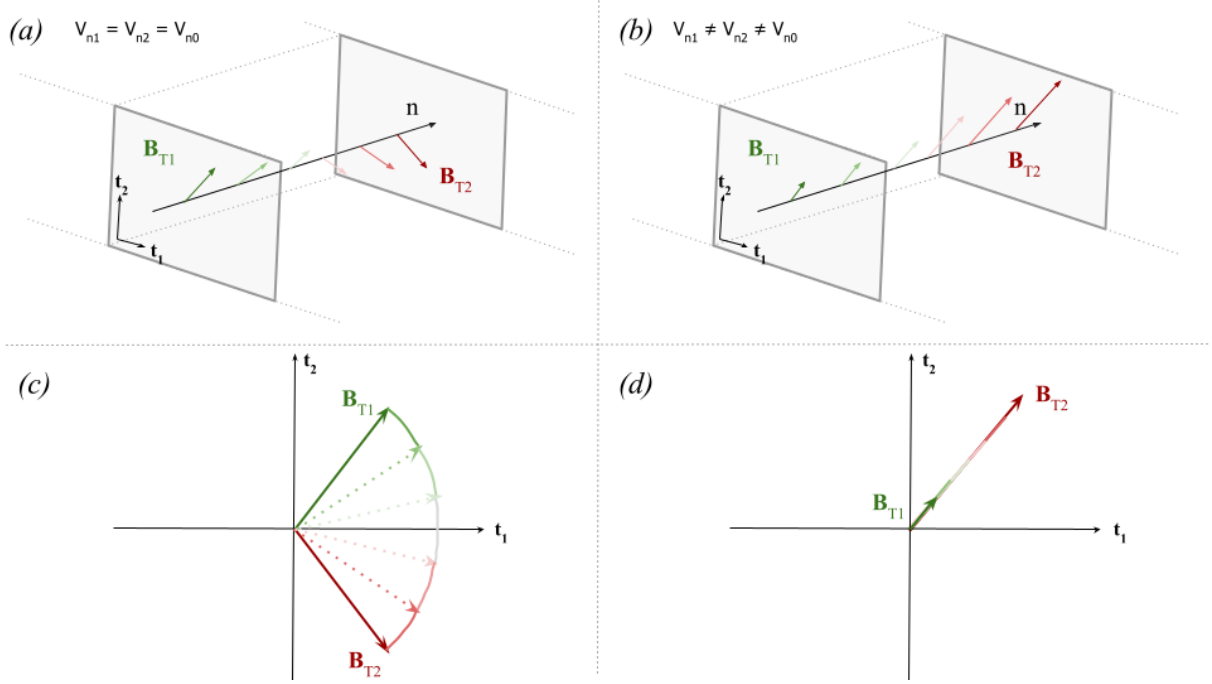 (a) V_n1 = V_n2 = V_n0
n
B_T1
B_T2
t_2
t_1
(b) V_n1 ≠ V_n2 ≠ V_n0
n
B_T1
B_T2
t_2
t_1
(c)
t_2
B_T1
t_1
B_T2
(d)
t_2
B_T2
B_T1
t_1